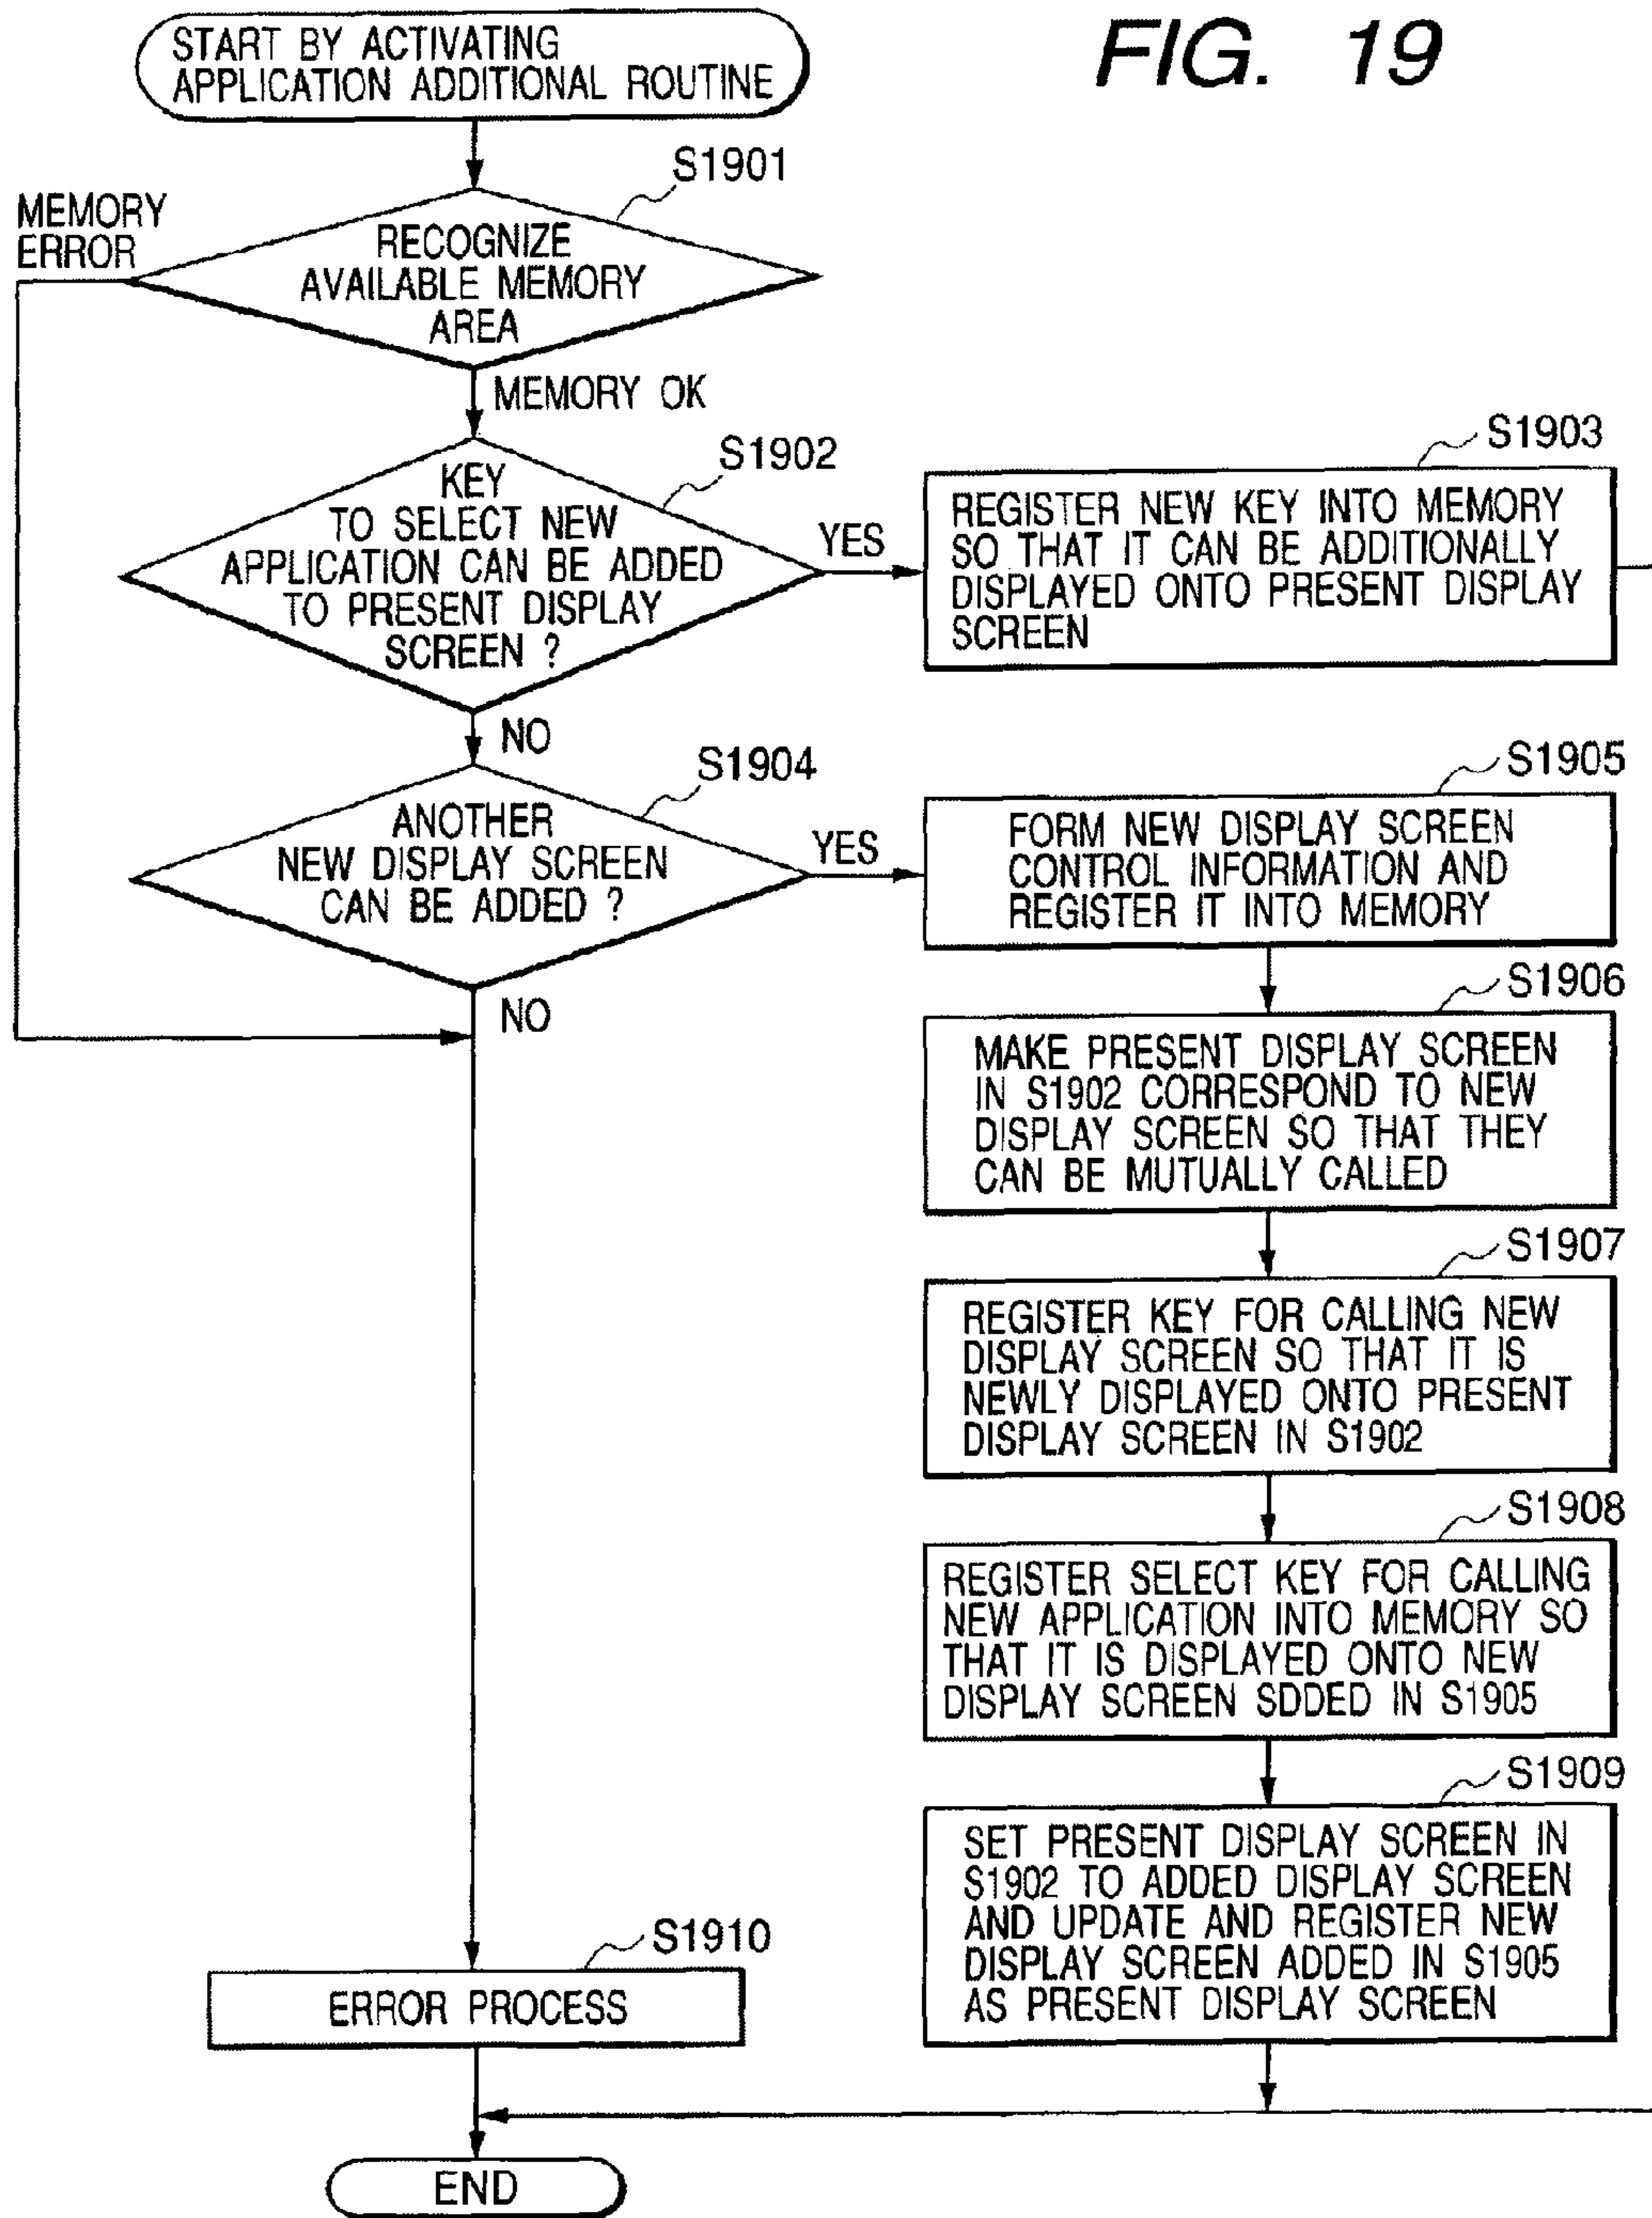 FIG. 19
START BY ACTIVATING
APPLICATION ADDITIONAL ROUTINE
S1901
MEMORY
ERROR
RECOGNIZE
AVAILABLE MEMORY
AREA
MEMORY OK
S1902
KEY
TO SELECT NEW
APPLICATION CAN BE ADDED
TO PRESENT DISPLAY
SCREEN ?
YES
S1903
REGISTER NEW KEY INTO MEMORY
SO THAT IT CAN BE ADDITIONALLY
DISPLAYED ONTO PRESENT DISPLAY
SCREEN
NO
S1904
ANOTHER
NEW DISPLAY SCREEN
CAN BE ADDED ?
YES
S1905
FORM NEW DISPLAY SCREEN
CONTROL INFORMATION AND
REGISTER IT INTO MEMORY
NO
S1906
MAKE PRESENT DISPLAY SCREEN
IN S1902 CORRESPOND TO NEW
DISPLAY SCREEN SO THAT THEY
CAN BE MUTUALLY CALLED
S1907
REGISTER KEY FOR CALLING NEW
DISPLAY SCREEN SO THAT IT IS
NEWLY DISPLAYED ONTO PRESENT
DISPLAY SCREEN IN S1902
S1908
REGISTER SELECT KEY FOR CALLING
NEW APPLICATION INTO MEMORY SO
THAT IT IS DISPLAYED ONTO NEW
DISPLAY SCREEN SDDED IN S1905
S1909
SET PRESENT DISPLAY SCREEN IN
S1902 TO ADDED DISPLAY SCREEN
AND UPDATE AND REGISTER NEW
DISPLAY SCREEN ADDED IN S1905
AS PRESENT DISPLAY SCREEN
S1910
ERROR PROCESS
END